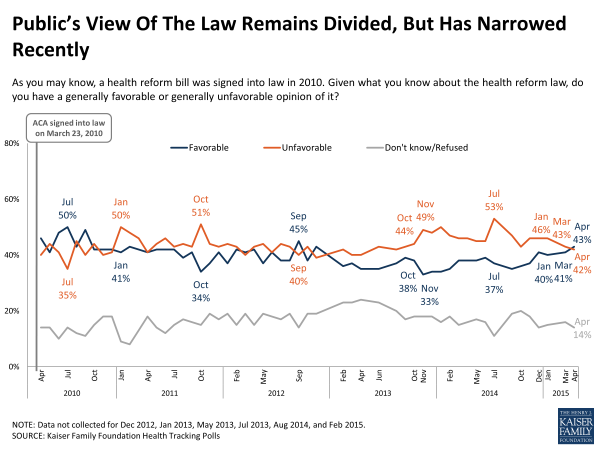 Public's View Of The Law Remains Divided, But Has Narrowed
Recently
As you may know, a health reform bill was signed into law in 2010. Given what you know about the health reform law, do
you have a generally favorable or generally unfavorable opinion of it?
ACA signed into law
on March 23, 2010
Favorable
Unfavorable
Don't know/Refused
80%
60%
40%
20%
0%
Jul
50%
Jul
35%
Jan
50%
Jan
41%
Oct
51%
Oct
34%
Sep
45%
Sep
40%
Oct
44%
Oct
38%
Nov
49%
Nov
33%
Jul
53%
Jul
37%
Jan
46%
Jan
40%
Mar
43%
Mar
41%
Apr
43%
Apr
42%
Apr
14%
Apr
Jul
Oct
Jan
Apr
Jul
Oct
Feb
May
Sep
Feb
Apr
Jun
Oct
Nov
Feb
May
Jul
Oct
Dec
Jan
Mar
Apr
2010
2011
2012
2013
2014
2015
NOTE: Data not collected for Dec 2012, Jan 2013, May 2013, Jul 2013, Aug 2014, and Feb 2015.
SOURCE: Kaiser Family Foundation Health Tracking Polls
THE HENRY J.
KAISER
FAMILY
FOUNDATION